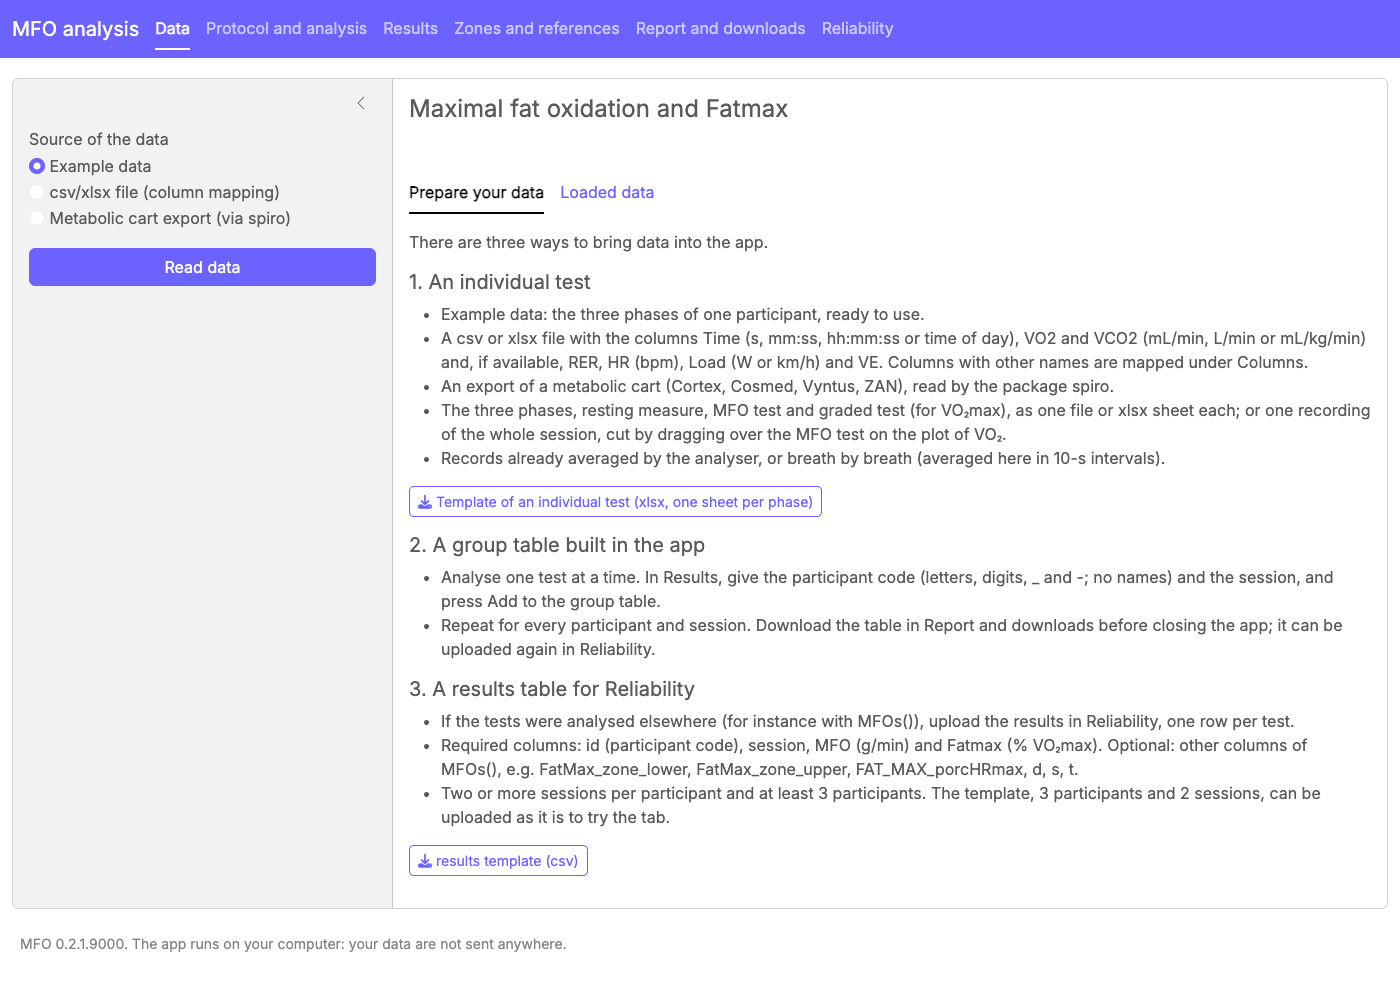 MFO analysis Data Protocol and analysis Results Zones and references Report and downloads Reliability
Source of the data
Example data
csv/xlsx file (column mapping)
Metabolic cart export (via spiro)
Read data
Maximal fat oxidation and Fatmax
Prepare your data Loaded data
There are three ways to bring data into the app.
1. An individual test
• Example data: the three phases of one participant, ready to use.
• A csv or xlsx file with the columns Time (s, mm:ss, hh:mm:ss or time of day), VO2 and VCO2 (mL/min, L/min or mL/kg/min)
and, if available, RER, HR (bpm), Load (W or km/h) and VE. Columns with other names are mapped under Columns.
• An export of a metabolic cart (Cortex, Cosmed, Vyntus, ZAN), read by the package spiro.
• The three phases, resting measure, MFO test and graded test (for VO₂max), as one file or xlsx sheet each; or one recording
of the whole session, cut by dragging over the MFO test on the plot of VO₂.
• Records already averaged by the analyser, or breath by breath (averaged here in 10-s intervals).
Template of an individual test (xlsx, one sheet per phase)
2. A group table built in the app
• Analyse one test at a time. In Results, give the participant code (letters, digits, _ and -; no names) and the session, and
press Add to the group table.
• Repeat for every participant and session. Download the table in Report and downloads before closing the app; it can be
uploaded again in Reliability.
3. A results table for Reliability
• If the tests were analysed elsewhere (for instance with MFOs()), upload the results in Reliability, one row per test.
• Required columns: id (participant code), session, MFO (g/min) and Fatmax (% VO₂max). Optional: other columns of
MFOs(), e.g. FatMax_zone_lower, FatMax_zone_upper, FAT_MAX_porcHRmax, d, s, t.
• Two or more sessions per participant and at least 3 participants. The template, 3 participants and 2 sessions, can be
uploaded as it is to try the tab.
results template (csv)
MFO 0.2.1.9000. The app runs on your computer: your data are not sent anywhere.